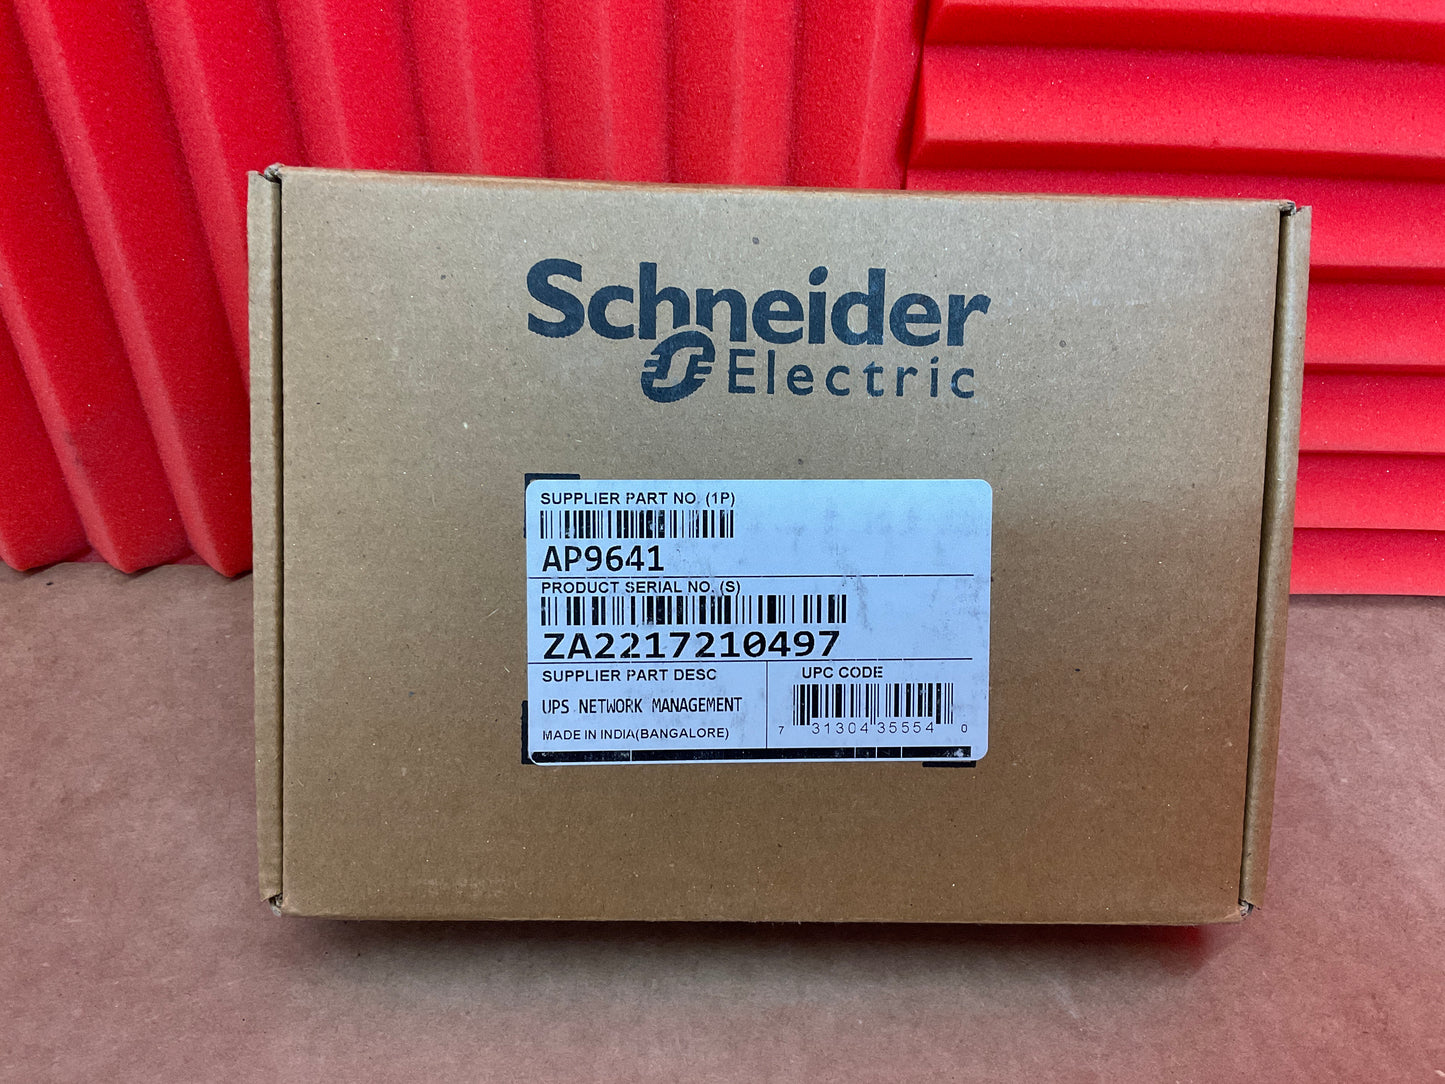 Schneider
Electric
SUPPLIER PART NO. (1P)
AP9641
PRODUCT SERIAL NO. (S)
ZA2217210497
SUPPLIER PART DESC
UPS NETWORK MANAGEMENT
MADE IN INDIA(BANGALORE)
UPC CODE
7 31304 35554 0